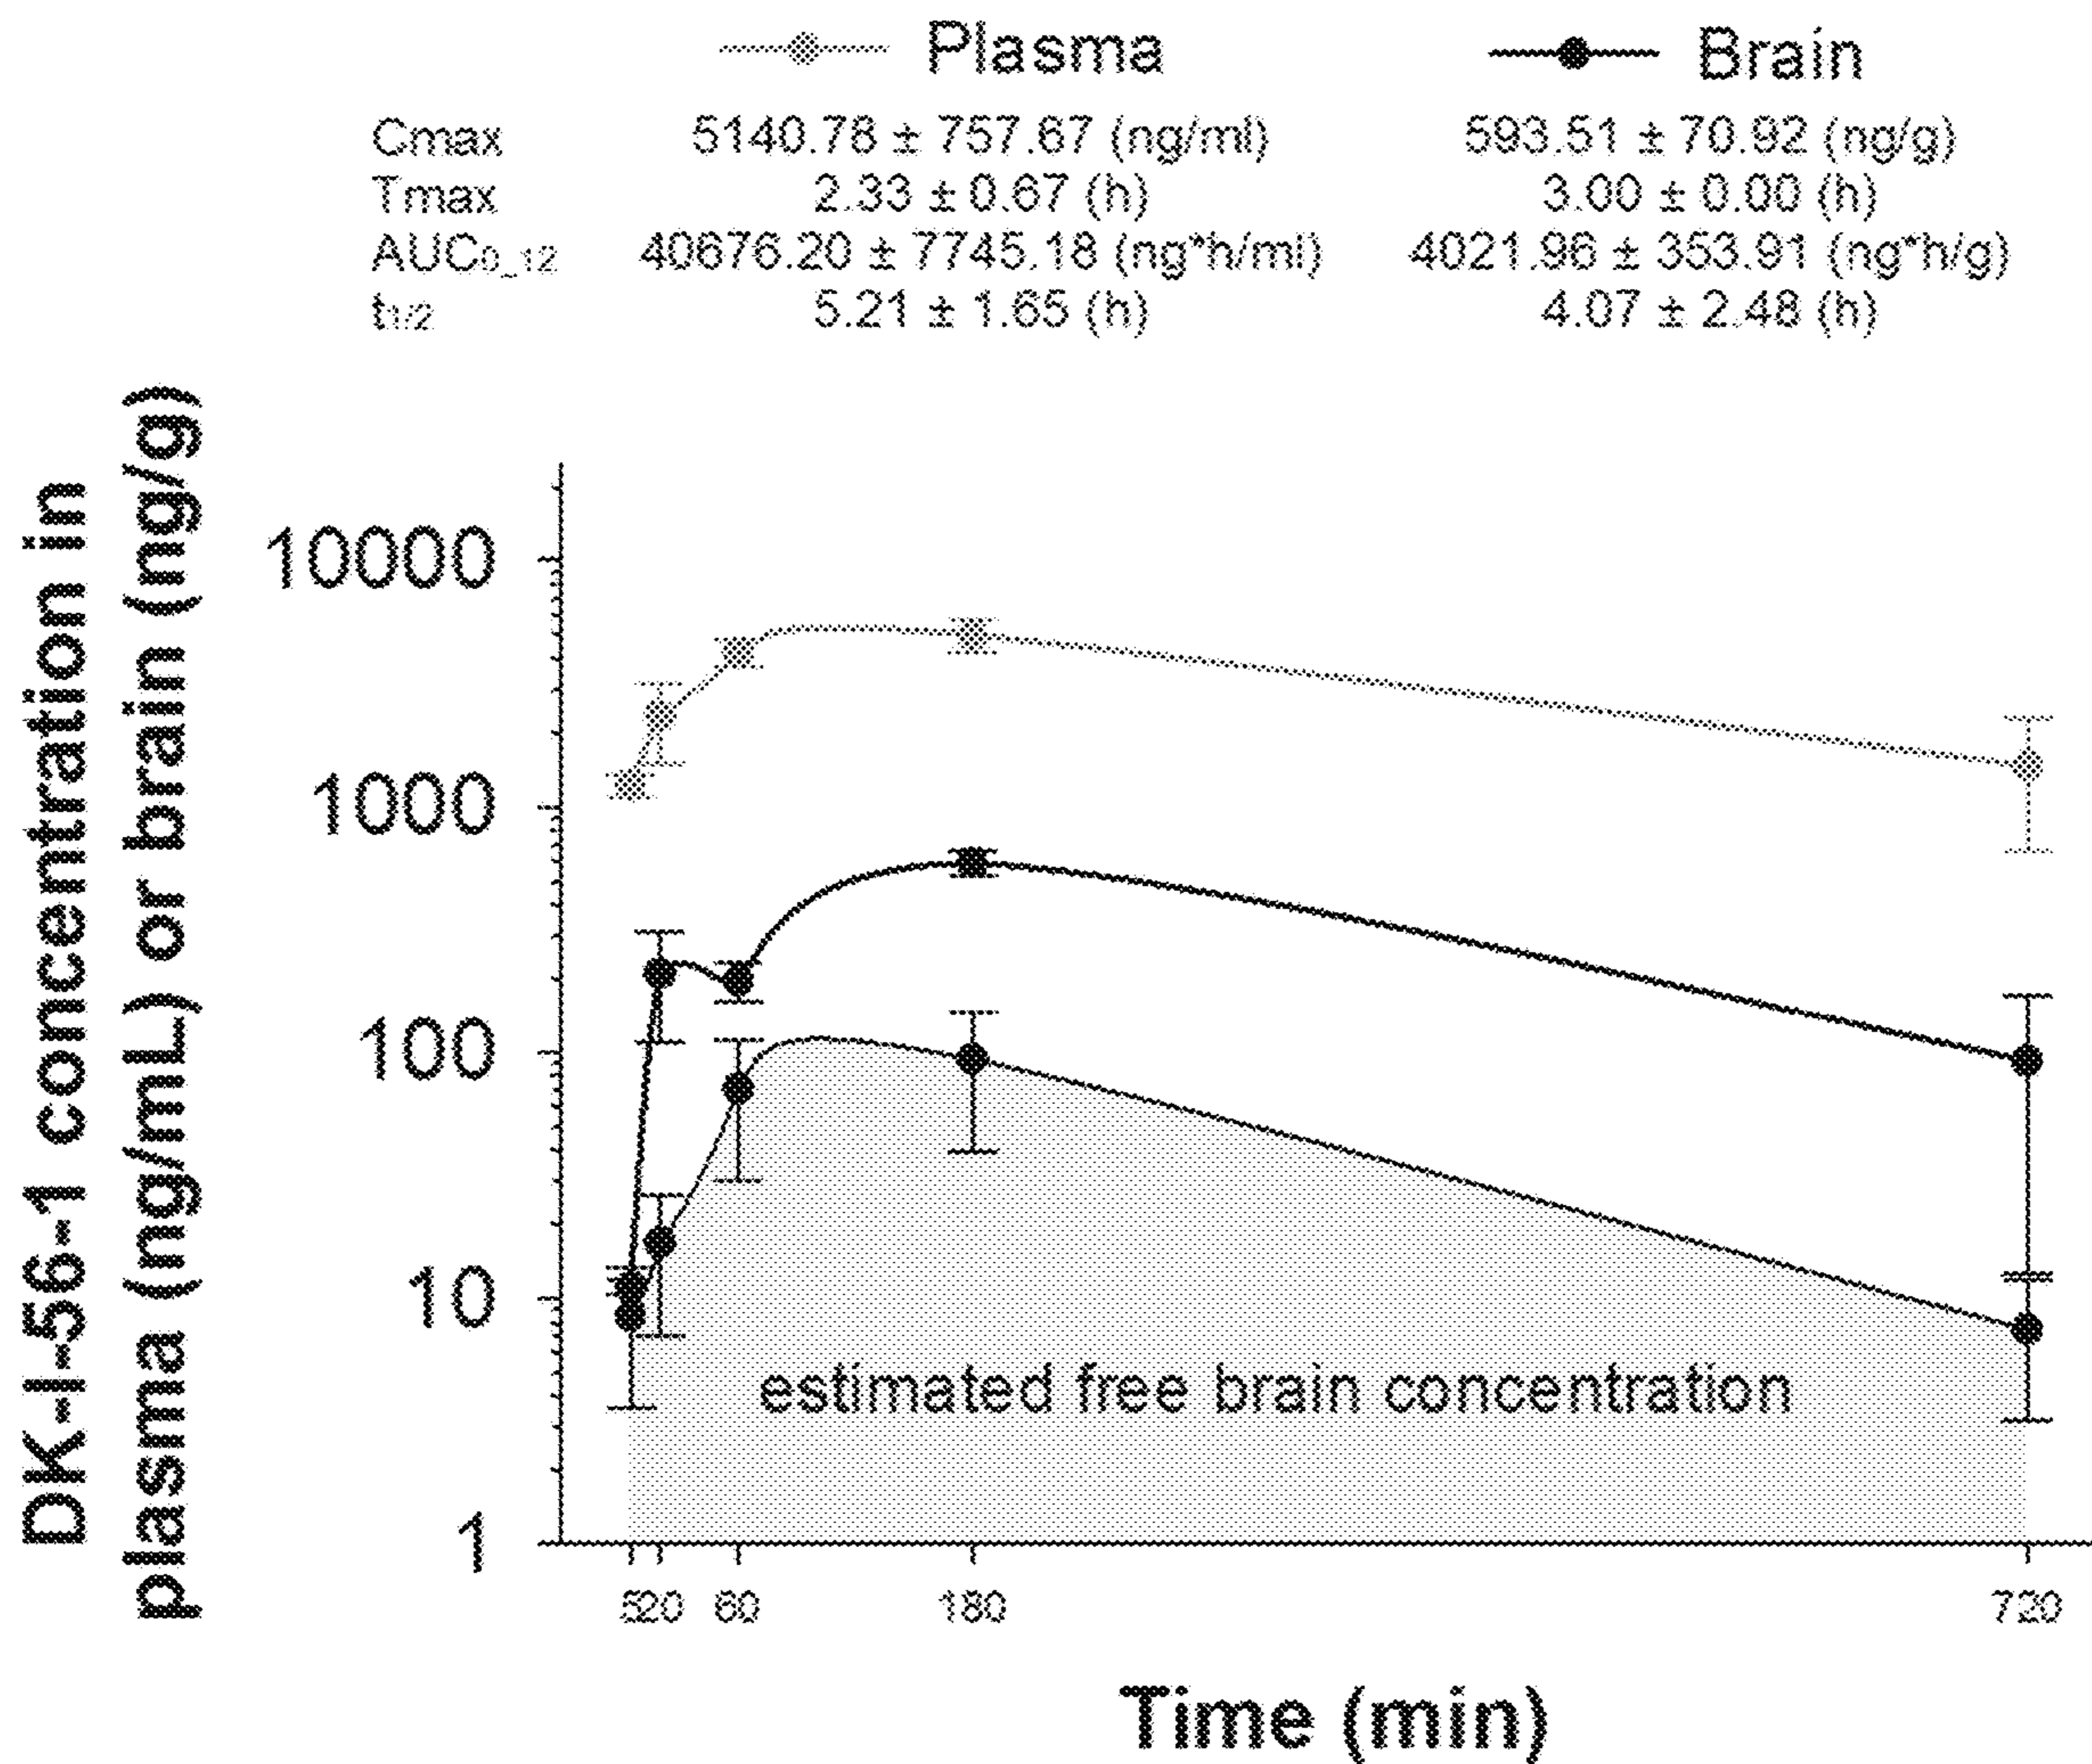 Plasma Brain
Cmax 5140.78 ± 757.67 (ng/ml) 593.51 ± 70.92 (ng/g)
Tmax 2.33 ± 0.67 (h) 3.00 ± 0.00 (h)
AUC0_12 40676.20 ± 7745.18 (ng*h/ml) 4021.96 ± 353.91 (ng*h/g)
t1/2 5.21 ± 1.65 (h) 4.07 ± 2.48 (h)
DK-I-56-1 concentration in
plasma (ng/mL) or brain (ng/g)
10000
1000
100
10
1
estimated free brain concentration
5 20 60 180 720
Time (min)